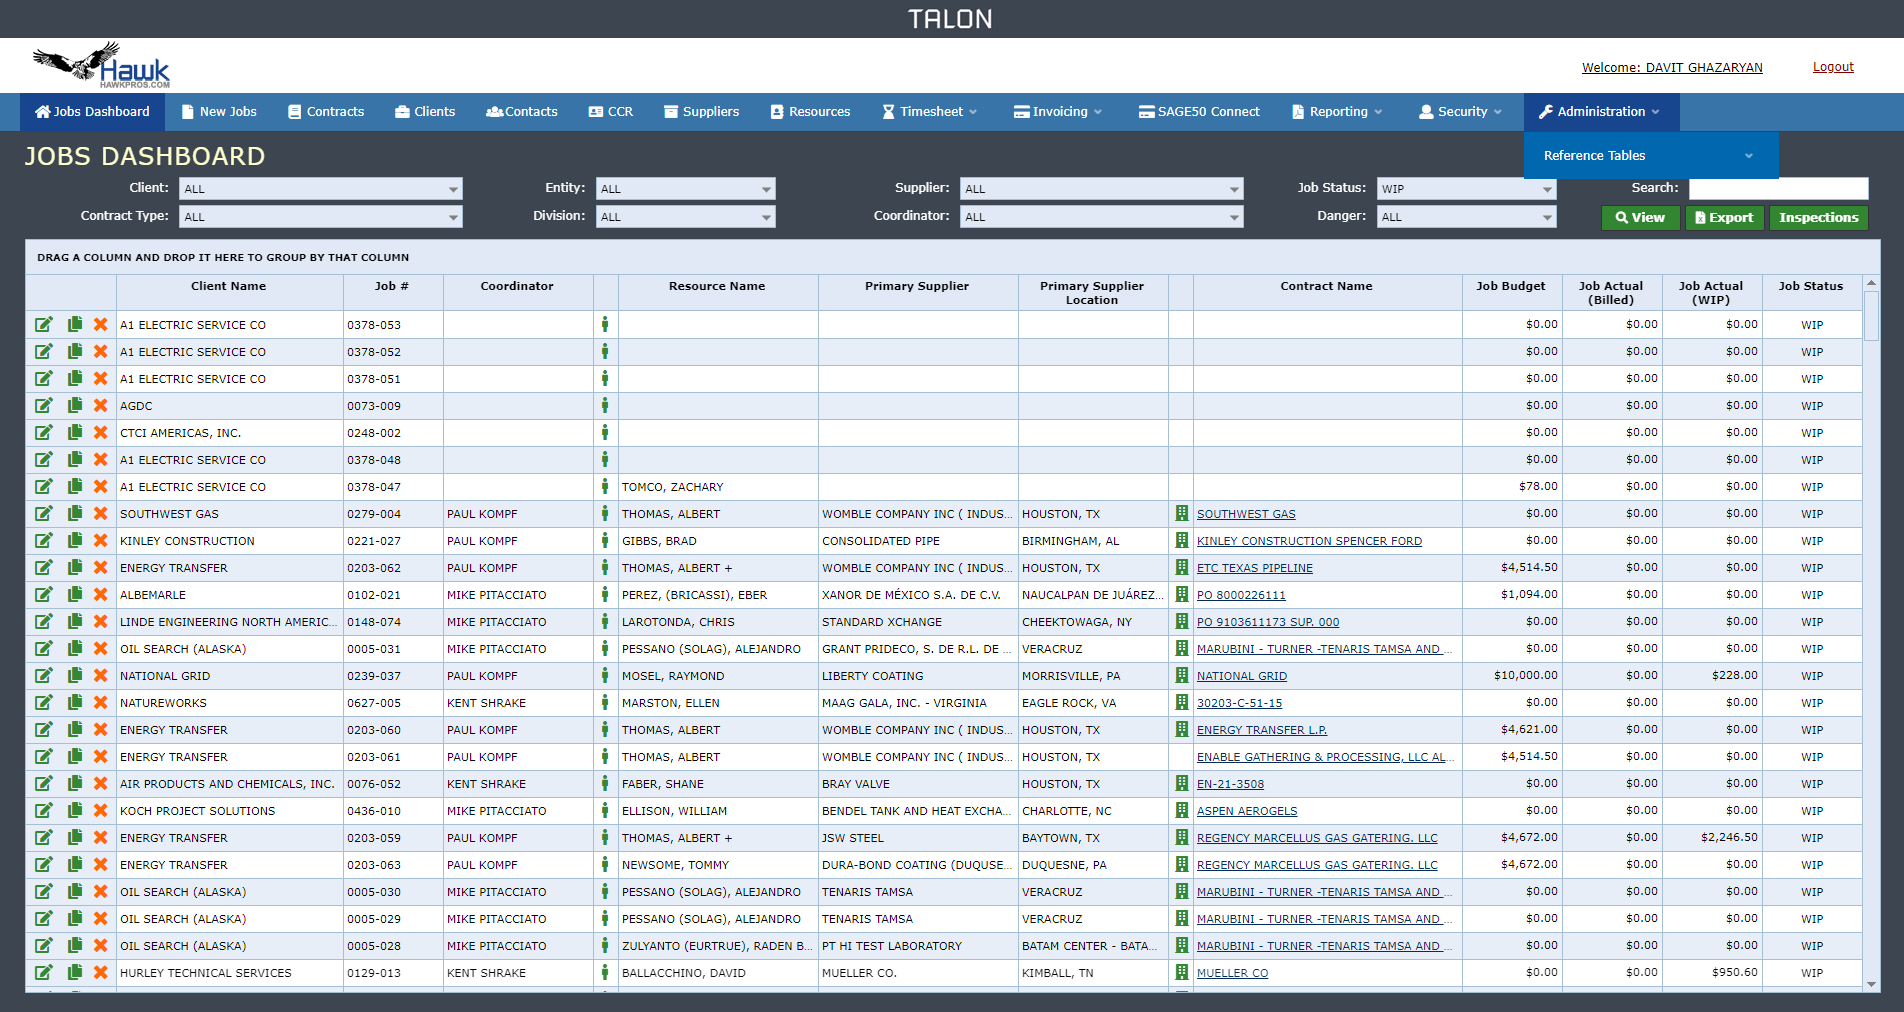 TALON
Hawk
HAWKPROS.COM
Welcome: DAVIT GHAZARYAN Logout
Jobs Dashboard New Jobs Contracts Clients Contacts CCR Suppliers Resources Timesheet Invoicing SAGE50 Connect Reporting Security Administration
Reference Tables
JOBS DASHBOARD
Client: ALL Entity: ALL Supplier: ALL Job Status: WIP Search:
Contract Type: ALL Division: ALL Coordinator: ALL Danger: ALL View Export Inspections
DRAG A COLUMN AND DROP IT HERE TO GROUP BY THAT COLUMN
Client Name Job # Coordinator Resource Name Primary Supplier Primary Supplier Location Contract Name Job Budget Job Actual (Billed) Job Actual (WIP) Job Status
A1 ELECTRIC SERVICE CO 0378-053 $0.00 $0.00 $0.00 WIP
A1 ELECTRIC SERVICE CO 0378-052 $0.00 $0.00 $0.00 WIP
A1 ELECTRIC SERVICE CO 0378-051 $0.00 $0.00 $0.00 WIP
AGDC 0073-009 $0.00 $0.00 $0.00 WIP
CTCI AMERICAS, INC. 0248-002 $0.00 $0.00 $0.00 WIP
A1 ELECTRIC SERVICE CO 0378-048 $0.00 $0.00 $0.00 WIP
A1 ELECTRIC SERVICE CO 0378-047 TOMCO, ZACHARY $78.00 $0.00 $0.00 WIP
SOUTHWEST GAS 0279-004 PAUL KOMPF THOMAS, ALBERT WOMBLE COMPANY INC ( INDUS... HOUSTON, TX SOUTHWEST GAS $0.00 $0.00 $0.00 WIP
KINLEY CONSTRUCTION 0221-027 PAUL KOMPF GIBBS, BRAD CONSOLIDATED PIPE BIRMINGHAM, AL KINLEY CONSTRUCTION SPENCER FORD $0.00 $0.00 $0.00 WIP
ENERGY TRANSFER 0203-062 PAUL KOMPF THOMAS, ALBERT + WOMBLE COMPANY INC ( INDUS... HOUSTON, TX ETC TEXAS PIPELINE $4,514.50 $0.00 $0.00 WIP
ALBEMARLE 0102-021 MIKE PITACCIATO PEREZ, (BRICASSI), EBER XANOR DE MÉXICO S.A. DE C.V. NAUCALPAN DE JUÁREZ... PO 8000226111 $1,094.00 $0.00 $0.00 WIP
LINDE ENGINEERING NORTH AMERIC... 0148-074 MIKE PITACCIATO LAROTONDA, CHRIS STANDARD XCHANGE CHEEKTOWAGA, NY PO 9103611173 SUP. 000 $0.00 $0.00 $0.00 WIP
OIL SEARCH (ALASKA) 0005-031 MIKE PITACCIATO PESSANO (SOLAG), ALEJANDRO GRANT PRIDECO, S. DE R.L. DE ... VERACRUZ MARUBINI - TURNER -TENARIS TAMSA AND ... $0.00 $0.00 $0.00 WIP
NATIONAL GRID 0239-037 PAUL KOMPF MOSEL, RAYMOND LIBERTY COATING MORRISVILLE, PA NATIONAL GRID $10,000.00 $0.00 $228.00 WIP
NATUREWORKS 0627-005 KENT SHRAKE MARSTON, ELLEN MAAG GALA, INC. - VIRGINIA EAGLE ROCK, VA 30203-C-51-15 $0.00 $0.00 $0.00 WIP
ENERGY TRANSFER 0203-060 PAUL KOMPF THOMAS, ALBERT WOMBLE COMPANY INC ( INDUS... HOUSTON, TX ENERGY TRANSFER L.P. $4,621.00 $0.00 $0.00 WIP
ENERGY TRANSFER 0203-061 PAUL KOMPF THOMAS, ALBERT WOMBLE COMPANY INC ( INDUS... HOUSTON, TX ENABLE GATHERING & PROCESSING, LLC AL... $4,514.50 $0.00 $0.00 WIP
AIR PRODUCTS AND CHEMICALS, INC. 0076-052 KENT SHRAKE FABER, SHANE BRAY VALVE HOUSTON, TX EN-21-3508 $0.00 $0.00 $0.00 WIP
KOCH PROJECT SOLUTIONS 0436-010 MIKE PITACCIATO ELLISON, WILLIAM BENDEL TANK AND HEAT EXCHA... CHARLOTTE, NC ASPEN AEROGELS $0.00 $0.00 $0.00 WIP
ENERGY TRANSFER 0203-059 PAUL KOMPF THOMAS, ALBERT + JSW STEEL BAYTOWN, TX REGENCY MARCELLUS GAS GATERING. LLC $4,672.00 $0.00 $2,246.50 WIP
ENERGY TRANSFER 0203-063 PAUL KOMPF NEWSOME, TOMMY DURA-BOND COATING (DUQUSE... DUQUESNE, PA REGENCY MARCELLUS GAS GATERING. LLC $4,672.00 $0.00 $0.00 WIP
OIL SEARCH (ALASKA) 0005-030 MIKE PITACCIATO PESSANO (SOLAG), ALEJANDRO TENARIS TAMSA VERACRUZ MARUBINI - TURNER -TENARIS TAMSA AND ... $0.00 $0.00 $0.00 WIP
OIL SEARCH (ALASKA) 0005-029 MIKE PITACCIATO PESSANO (SOLAG), ALEJANDRO TENARIS TAMSA VERACRUZ MARUBINI - TURNER -TENARIS TAMSA AND ... $0.00 $0.00 $0.00 WIP
OIL SEARCH (ALASKA) 0005-028 MIKE PITACCIATO ZULYANTO (EURTRUE), RADEN B... PT HI TEST LABORATORY BATAM CENTER - BATA... MARUBINI - TURNER -TENARIS TAMSA AND ... $0.00 $0.00 $0.00 WIP
HURLEY TECHNICAL SERVICES 0129-013 KENT SHRAKE BALLACCHINO, DAVID MUELLER CO. KIMBALL, TN MUELLER CO $0.00 $0.00 $950.60 WIP